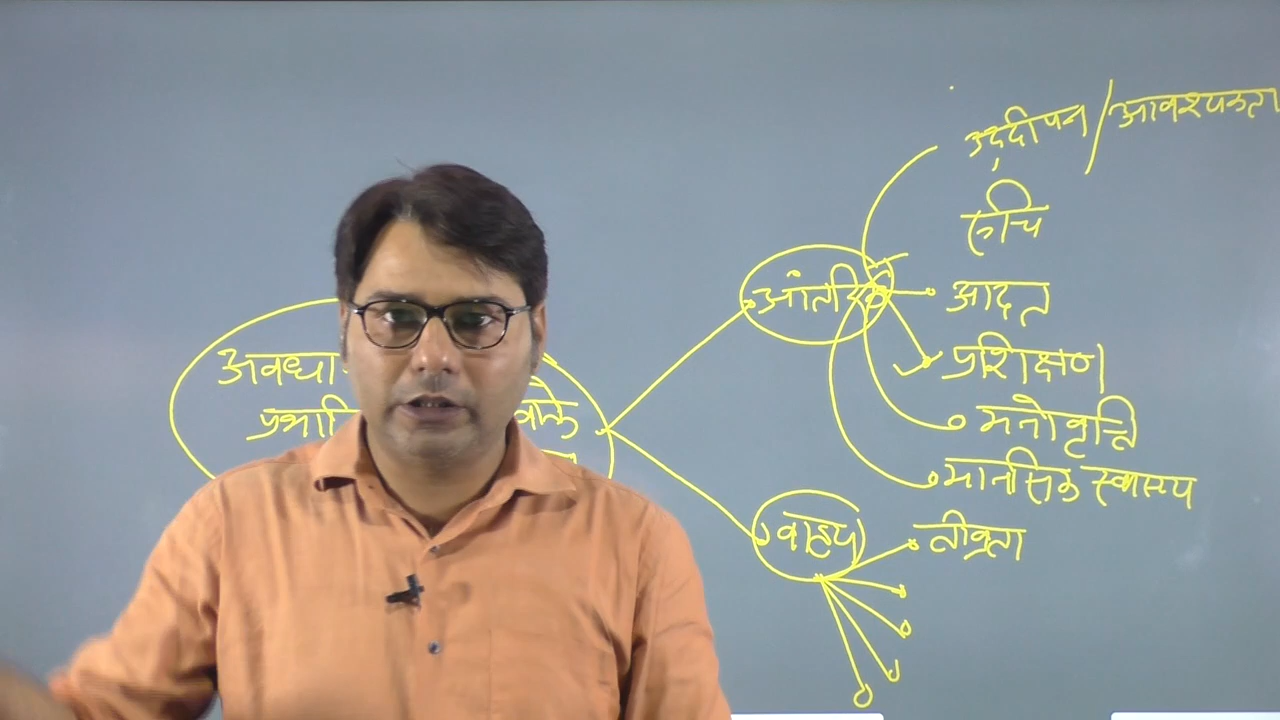 उद्दीपन/आवश्यकता
रूचि
आंतरिक
आदत
प्रशिक्षण
मनोवृत्ति
मानसिक स्वास्थ्य
वाह्य
तीव्रता
वाले